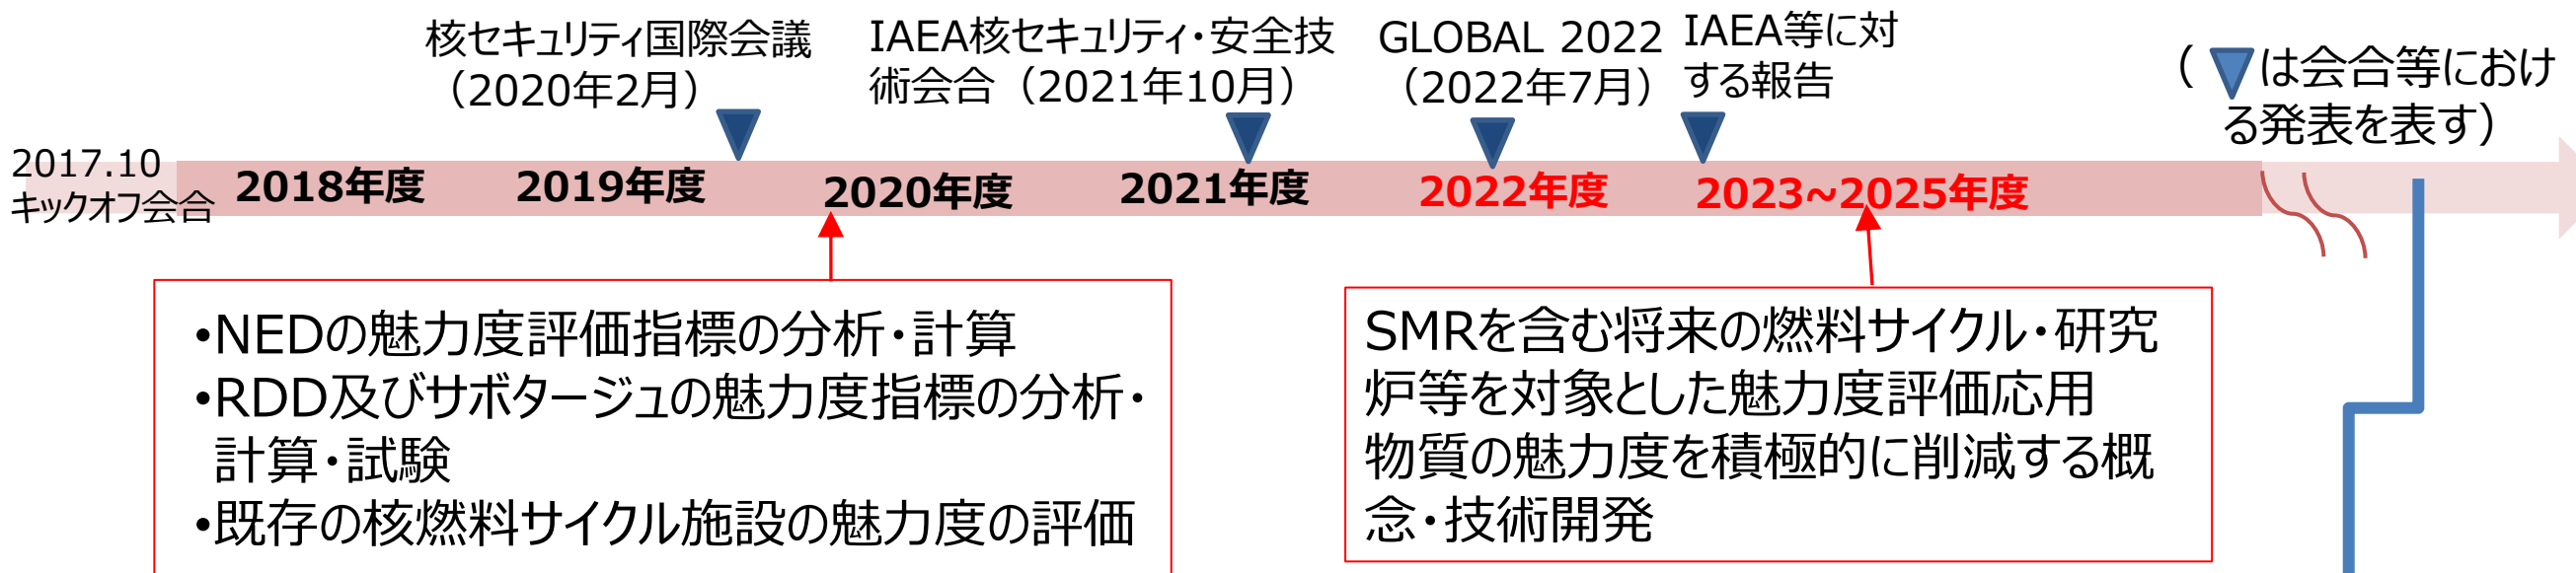 核セキュリティ国際会議
（2020年2月）
IAEA核セキュリティ・安全技
術会合（2021年10月）
GLOBAL 2022
（2022年7月）
IAEA等に対
する報告
（ ▼は会合等におけ
る発表を表す）
2017.10
キックオフ会合
2018年度
2019年度
2020年度
2021年度
2022年度
2023~2025年度
•NEDの魅力度評価指標の分析・計算
•RDD及びサボタージュの魅力度指標の分析・
計算・試験
•既存の核燃料サイクル施設の魅力度の評価
SMRを含む将来の燃料サイクル・研究
炉等を対象とした魅力度評価応用
物質の魅力度を積極的に削減する概
念・技術開発